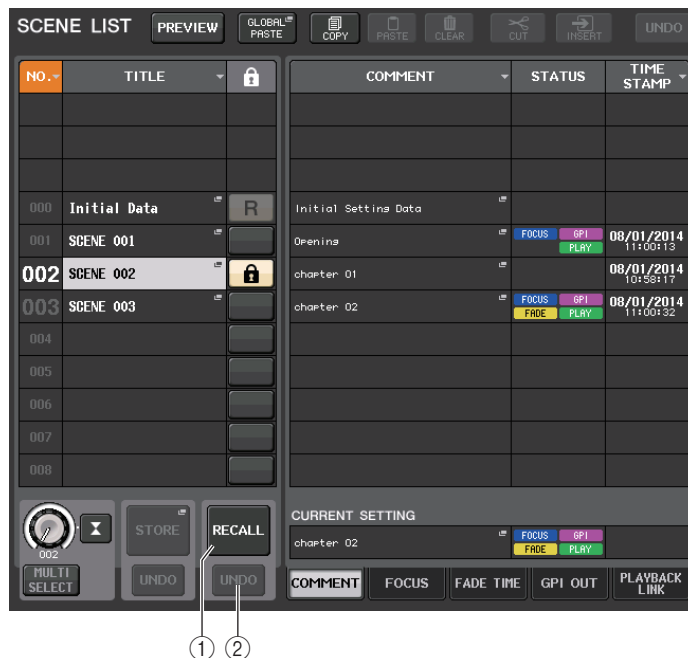 SCENE LIST PREVIEW GLOBAL PASTE COPY PASTE CLEAR CUT INSERT UNDO
NO. TITLE COMMENT STATUS TIME STAMP
000 Initial Data R Initial Setting Data
001 SCENE 001 Opening FOCUS GPI PLAY 08/01/2014 11:00:13
002 SCENE 002 chapter 01 08/01/2014 10:58:17
003 SCENE 003 chapter 02 FOCUS GPI FADE PLAY 08/01/2014 11:00:32
004
005
006
007
008
002 MULTI SELECT STORE UNDO RECALL UNDO
CURRENT SETTING
chapter 02 FOCUS GPI FADE PLAY
COMMENT FOCUS FADE TIME GPI OUT PLAYBACK LINK
① ②